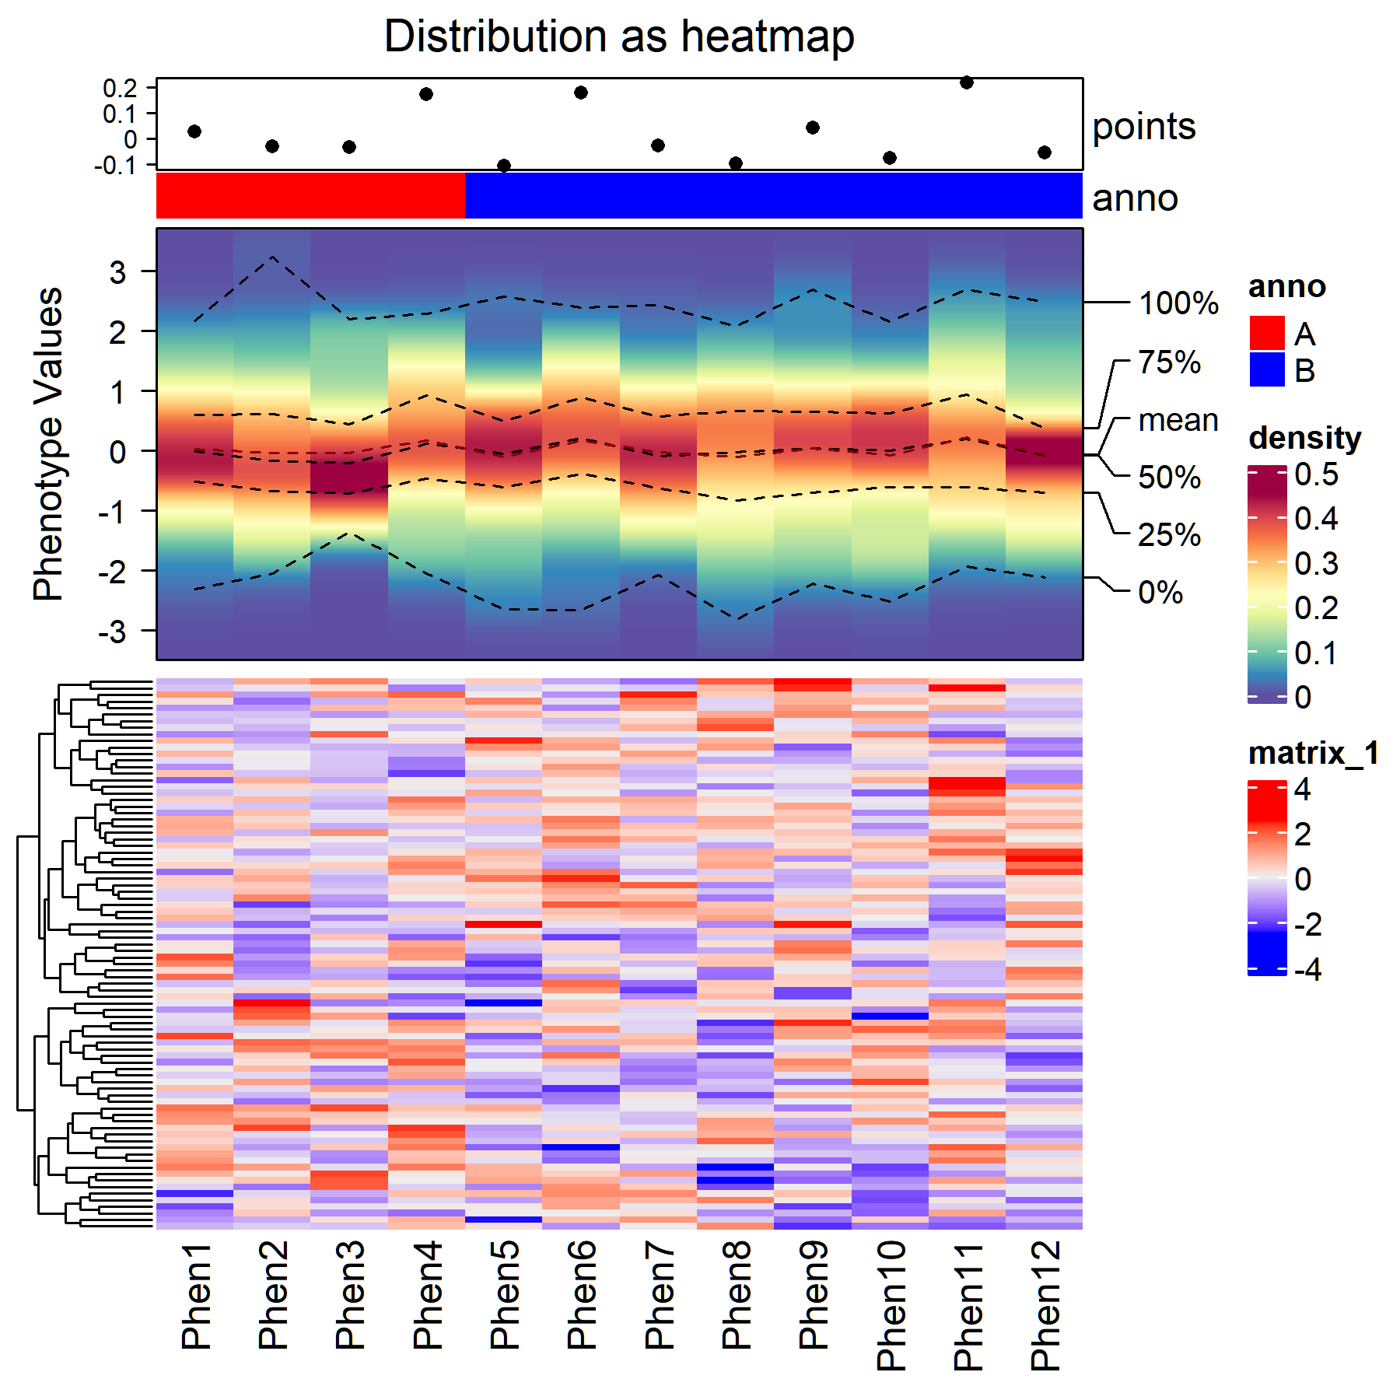 Distribution as heatmap
0.2
0.1
0
-0.1
points
anno
Phenotype Values
3
2
1
0
-1
-2
-3
100%
75%
mean
50%
25%
0%
anno
A
B
density
0.5
0.4
0.3
0.2
0.1
0
matrix_1
4
2
0
-2
-4
Phen1
Phen2
Phen3
Phen4
Phen5
Phen6
Phen7
Phen8
Phen9
Phen10
Phen11
Phen12